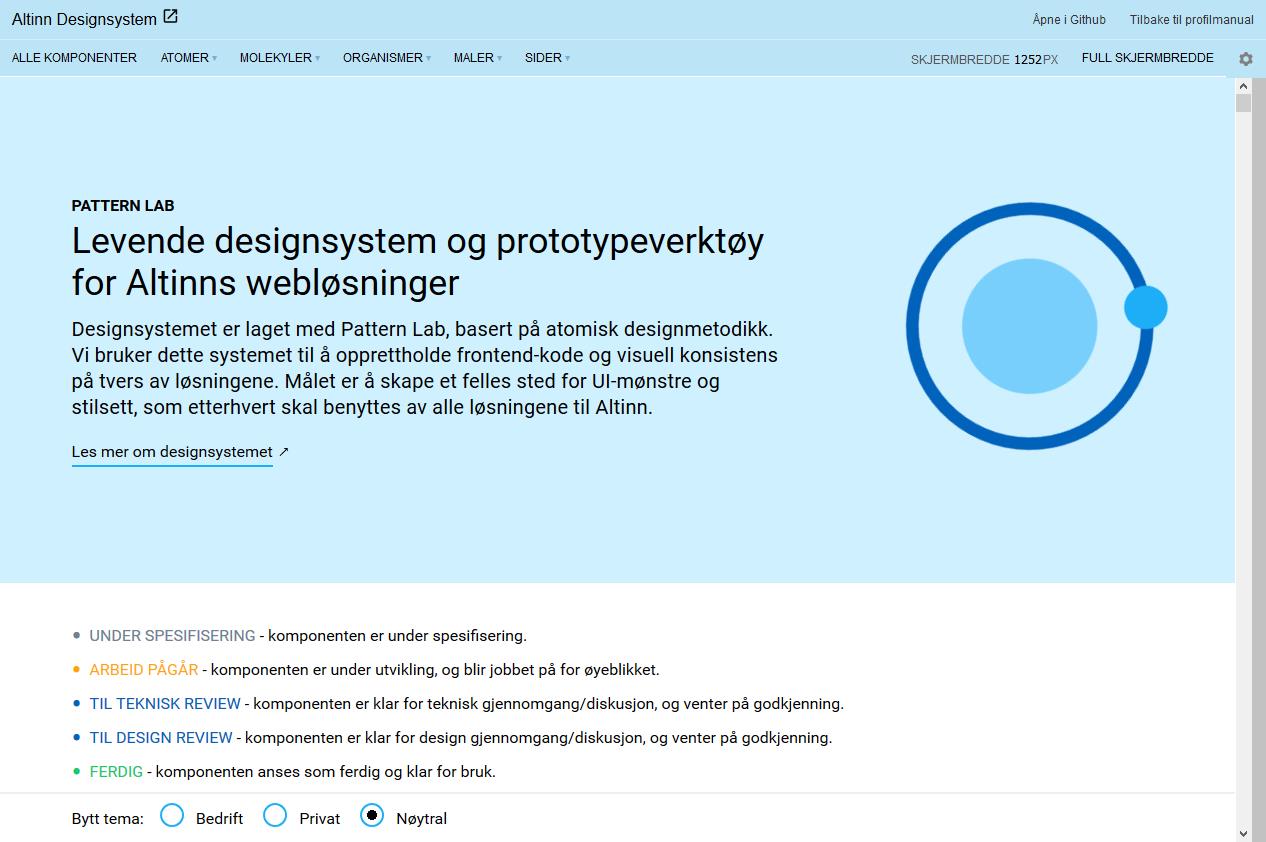 Altinn Designsystem
Åpne i Github
Tilbake til profilmanual
ALLE KOMPONENTER
ATOMER
MOLEKYLER
ORGANISMER
MALER
SIDER
SKJERMBREDDE 1252PX
FULL SKJERMBREDDE
PATTERN LAB
Levende designsystem og prototypeverktøy
for Altinns webløsninger
Designsystemet er laget med Pattern Lab, basert på atomisk designmetodikk.
Vi bruker dette systemet til å opprettholde frontend-kode og visuell konsistens
på tvers av løsningene. Målet er å skape et felles sted for UI-mønstre og
stilsett, som etterhvert skal benyttes av alle løsningene til Altinn.
Les mer om designsystemet ↗
• UNDER SPESIFISERING - komponenten er under spesifisering.
• ARBEID PÅGÅR - komponenten er under utvikling, og blir jobbet på for øyeblikket.
• TIL TEKNISK REVIEW - komponenten er klar for teknisk gjennomgang/diskusjon, og venter på godkjenning.
• TIL DESIGN REVIEW - komponenten er klar for design gjennomgang/diskusjon, og venter på godkjenning.
• FERDIG - komponenten anses som ferdig og klar for bruk.
Bytt tema: Bedrift Privat Nøytral